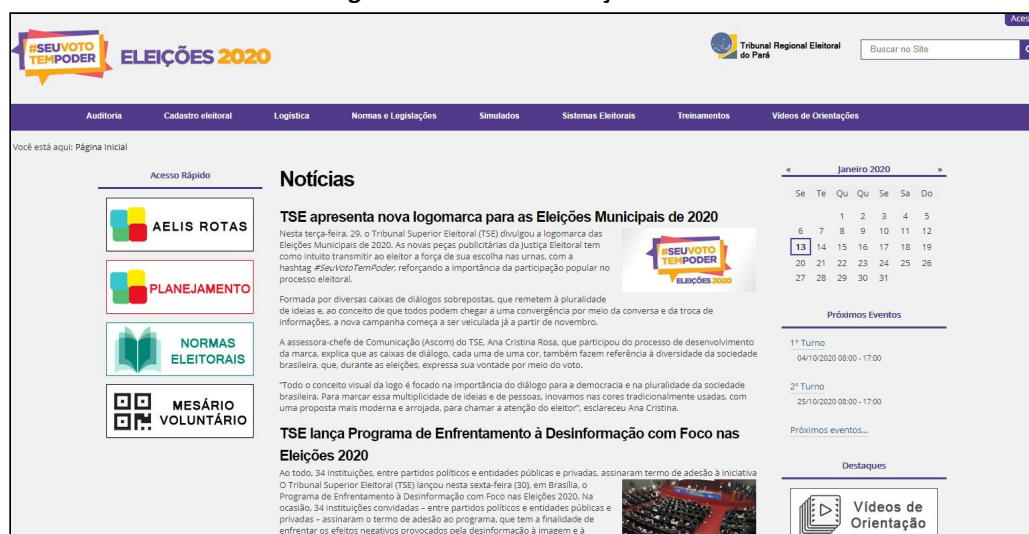 Aces
#SEUVOTO
TEMPODER
ELEIÇÕES 2020
Tribunal Regional Eleitoral
do Pará
Buscar no Site
Auditoria Cadastro eleitoral Logística Normas e Legislações Simulados Sistemas Eleitorais Treinamentos Vídeos de Orientações
Você está aqui: Página Inicial
Acesso Rápido
AELIS ROTAS
PLANEJAMENTO
NORMAS
ELEITORAIS
MESÁRIO
VOLUNTÁRIO
Notícias
TSE apresenta nova logomarca para as Eleições Municipais de 2020
Nesta terça-feira, 29, o Tribunal Superior Eleitoral (TSE) divulgou a logomarca das
Eleições Municipais de 2020. As novas peças publicitárias da Justiça Eleitoral tem
como intuito transmitir ao eleitor a força de sua escolha nas urnas, com a
hashtag #SeuVotoTemPoder, reforçando a importância da participação popular no
processo eleitoral.
#SEUVOTO
TEMPODER
ELEIÇÕES 2020
Formada por diversas caixas de diálogos sobrepostas, que remetem à pluralidade
de ideias e, ao conceito de que todos podem chegar a uma convergência por meio da conversa e da troca de
informações, a nova campanha começa a ser veiculada já a partir de novembro.
A assessora-chefe de Comunicação (Ascom) do TSE, Ana Cristina Rosa, que participou do processo de desenvolvimento
da marca, explica que as caixas de diálogo, cada uma de uma cor, também fazem referência à diversidade da sociedade
brasileira, que, durante as eleições, expressa sua vontade por meio do voto.
“Todo o conceito visual da logo é focado na importância do diálogo para a democracia e na pluralidade da sociedade
brasileira. Para marcar essa multiplicidade de ideias e de pessoas, inovamos nas cores tradicionalmente usadas, com
uma proposta mais moderna e arrojada, para chamar a atenção do eleitor”, esclareceu Ana Cristina.
TSE lança Programa de Enfrentamento à Desinformação com Foco nas
Eleições 2020
Ao todo, 34 instituições, entre partidos políticos e entidades públicas e privadas, assinaram termo de adesão à iniciativa
O Tribunal Superior Eleitoral (TSE) lançou nesta sexta-feira (30), em Brasília, o
Programa de Enfrentamento à Desinformação com Foco nas Eleições 2020. Na
ocasião, 34 instituições convidadas – entre partidos políticos e entidades públicas e
privadas – assinaram o termo de adesão ao programa, que tem a finalidade de
enfrentar os efeitos negativos provocados pela desinformação à imagem e à
« Janeiro 2020 »
Se Te Qu Qu Se Sa Do
1 2 3 4 5
6 7 8 9 10 11 12
13 14 15 16 17 18 19
20 21 22 23 24 25 26
27 28 29 30 31
Próximos Eventos
1º Turno
04/10/2020 08:00 - 17:00
2º Turno
25/10/2020 08:00 - 17:00
Próximos eventos...
Destaques
Vídeos de
Orientação